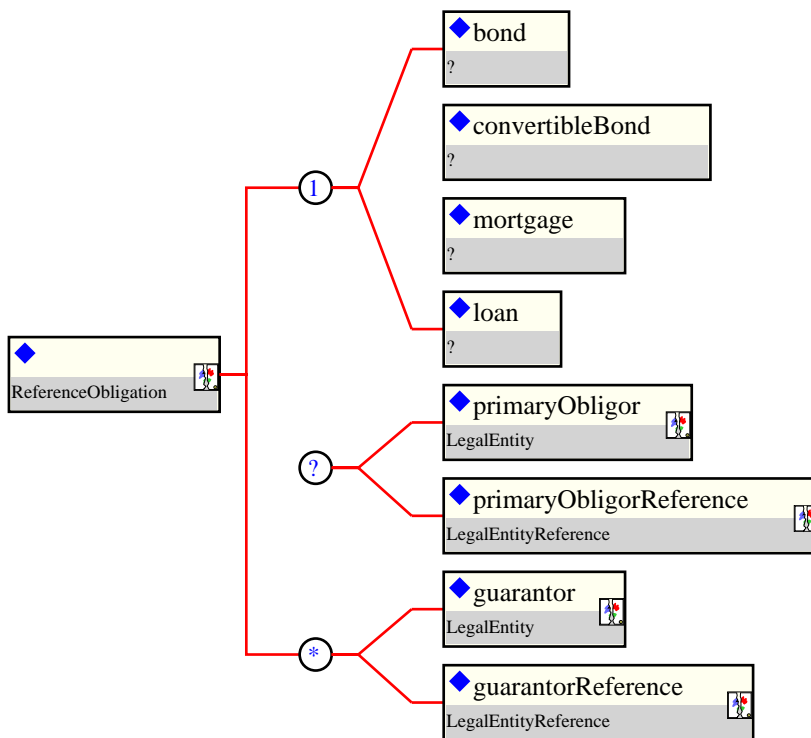 bond
?
convertibleBond
?
1
mortgage
?
loan
?
ReferenceObligation
primaryObligor
LegalEntity
?
primaryObligorReference
LegalEntityReference
guarantor
LegalEntity
*
guarantorReference
LegalEntityReference